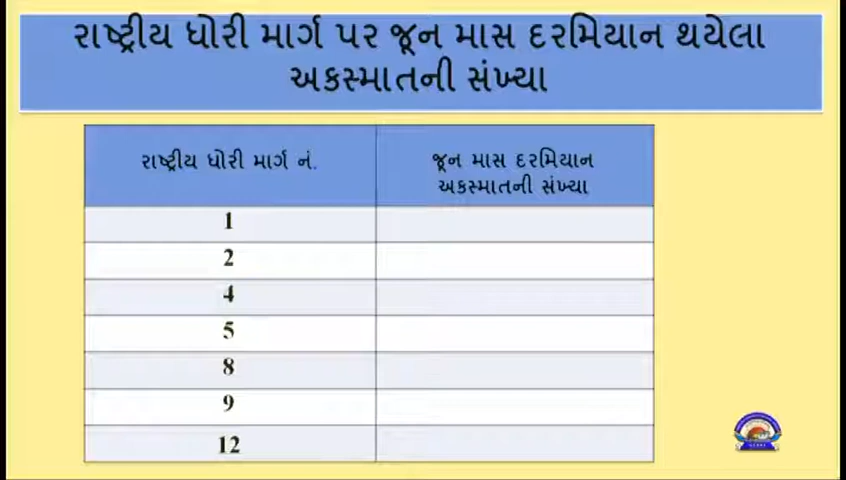 રાષ્ટ્રીય ધોરી માર્ગ પર જૂન માસ દરમિયાન થયેલા
અકસ્માતની સંખ્યા
રાષ્ટ્રીય ધોરી માર્ગ નં.
જૂન માસ દરમિયાન
અકસ્માતની સંખ્યા
1
2
4
5
8
9
12